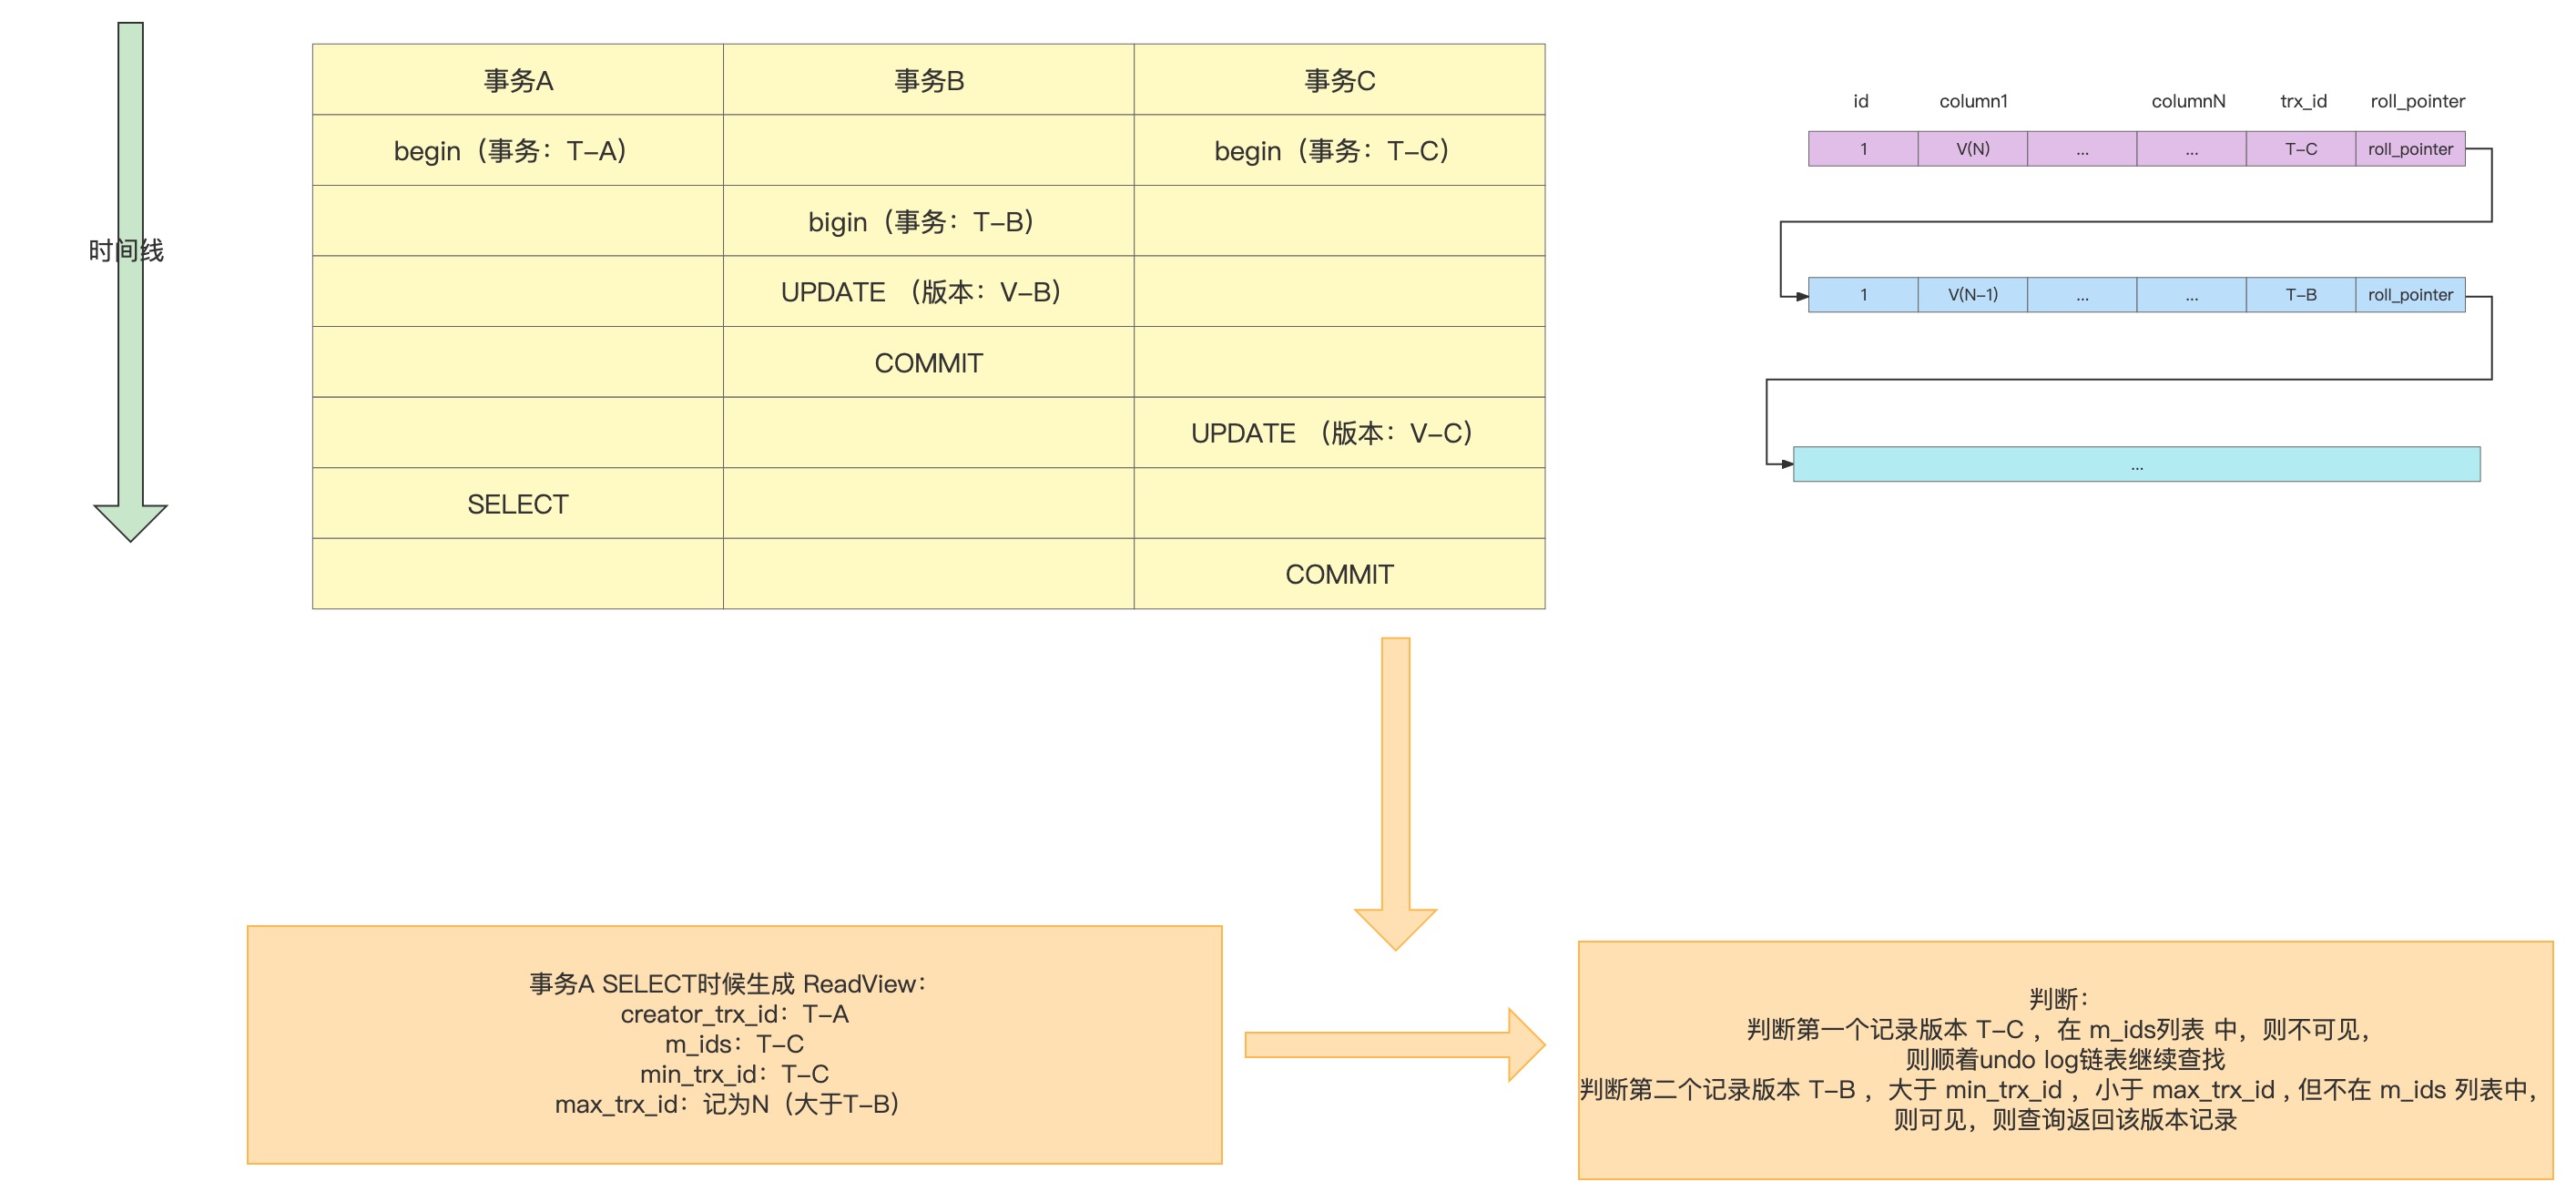 时间线
事务A 事务B 事务C
begin（事务：T-A） begin（事务：T-C）
bigin（事务：T-B）
UPDATE （版本：V-B）
COMMIT
UPDATE （版本：V-C）
SELECT
COMMIT
id column1 columnN trx_id roll_pointer
1 V(N) ... ... T-C roll_pointer
1 V(N-1) ... ... T-B roll_pointer
...
事务A SELECT时候生成 ReadView：
creator_trx_id：T-A
m_ids：T-C
min_trx_id：T-C
max_trx_id：记为N（大于T-B）
判断：
判断第一个记录版本 T-C ，在 m_ids列表 中，则不可见，
则顺着undo log链表继续查找
判断第二个记录版本 T-B ，大于 min_trx_id ，小于 max_trx_id , 但不在 m_ids 列表中，
则可见，则查询返回该版本记录